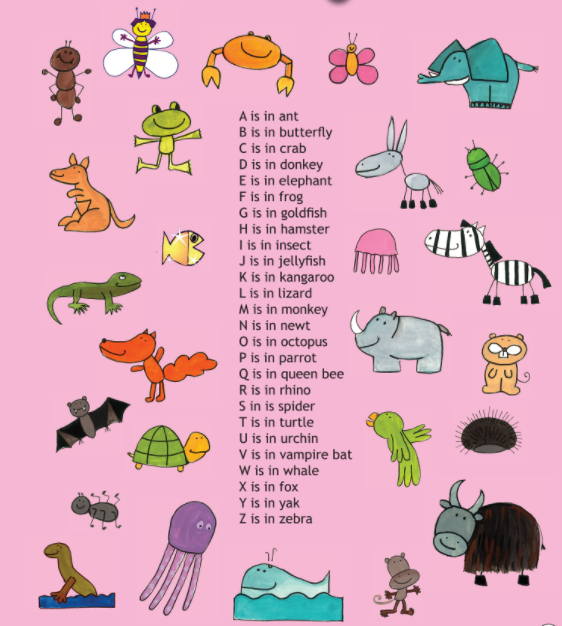 A is in ant
B is in butterfly
C is in crab
D is in donkey
E is in elephant
F is in frog
G is in goldfish
H is in hamster
I is in insect
J is in jellyfish
K is in kangaroo
L is in lizard
M is in monkey
N is in newt
O is in octopus
P is in parrot
Q is in queen bee
R is in rhino
S in is spider
T is in turtle
U is in urchin
V is in vampire bat
W is in whale
X is in fox
Y is in yak
Z is in zebra